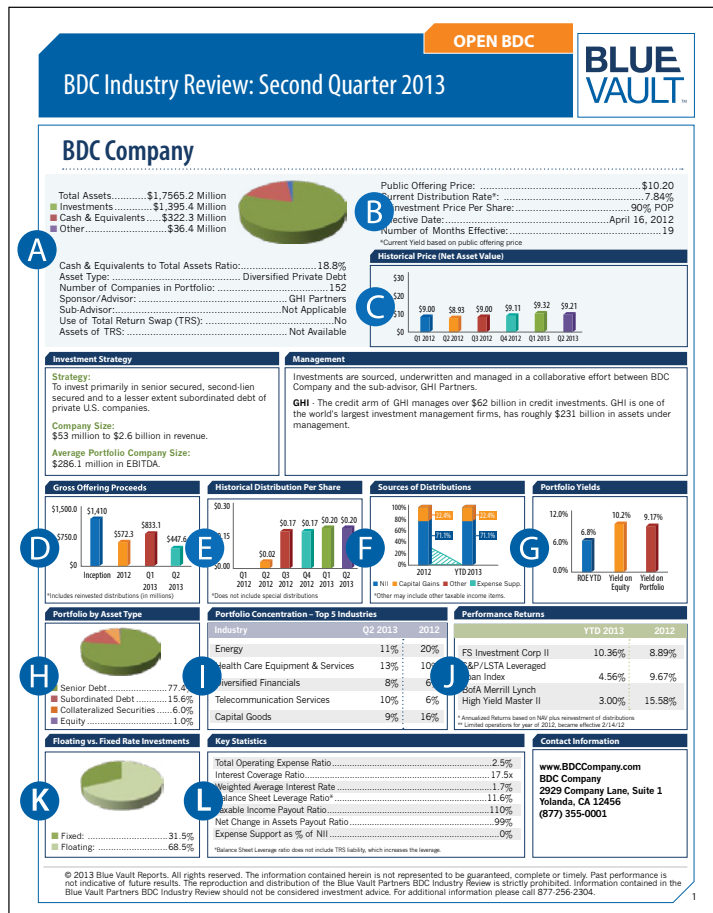 OPEN BDC
BDC Industry Review: Second Quarter 2013
BLUE
VAULT™
BDC Company
Total Assets............$1,7565.2 Million
Investments............$1,395.4 Million
Cash & Equivalents.....$322.3 Million
Other....................$36.4 Million
A
Cash & Equivalents to Total Assets Ratio:....................18.8%
Asset Type: ........................ Diversified Private Debt
Number of Companies in Portfolio: ....................152
Sponsor/Advisor: ........................GHI Partners
Sub-Advisor:........................Not Applicable
Use of Total Return Swap (TRS): ........................No
Assets of TRS: ........................ Not Available
Public Offering Price: ........................$10.20
Current Distribution Rate*: ........................7.84%
B
Investment Price Per Share:........................90% POP
Effective Date:........................April 16, 2012
Number of Months Effective:........................19
*Current Yield based on public offering price
Historical Price (Net Asset Value)
C
$30
$20
$10
$0
$9.00 $8.93 $9.00 $9.11 $9.32 $9.21
Q1 2012 Q2 2012 Q3 2012 Q4 2012 Q1 2013 Q2 2013
Investment Strategy
Strategy:
To invest primarily in senior secured, second-lien
secured and to a lesser extent subordinated debt of
private U.S. companies.
Company Size:
$53 million to $2.6 billion in revenue.
Average Portfolio Company Size:
$286.1 million in EBITDA.
Management
Investments are sourced, underwritten and managed in a collaborative effort between BDC
Company and the sub-advisor, GHI Partners.
GHI - The credit arm of GHI manages over $62 billion in credit investments. GHI is one of
the world's largest investment management firms, has roughly $231 billion in assets under
management.
Gross Offering Proceeds
D
$1,500.0
$750.0
$0
$1,410 $572.3 $833.1 $447.6
Inception 2012 Q1 2013 Q2 2013
*Includes reinvested distributions (in millions)
Historical Distribution Per Share
E
$0.30
$0.00
$0.02 $0.17 $0.17 $0.20 $0.20
Q1 Q2 Q3 Q4 Q1 Q2
2012 2012 2012 2012 2013 2013
*Does not include special distributions
Sources of Distributions
F
100%
80%
60%
40%
20%
0%
22.4% 22.4%
71.1% 71.1%
2012 YTD 2013
NII Capital Gains Other Expense Supp.
*Other may include other taxable income items.
Portfolio Yields
G
12.0%
6.0%
0.0%
6.8% 10.2% 9.17%
ROE YTD Yield on Equity Yield on Portfolio
Portfolio by Asset Type
H
Senior Debt....................77.4%
Subordinated Debt ............15.6%
Collateralized Securities......6.0%
Equity ........................1.0%
Portfolio Concentration – Top 5 Industries
I
Industry Q2 2013 2012
Energy 11% 20%
Health Care Equipment & Services 13% 10%
Diversified Financials 8% 6%
Telecommunication Services 10% 6%
Capital Goods 9% 16%
Performance Returns
J
YTD 2013 2012
FS Investment Corp II 10.36% 8.89%
S&P/LSTA Leveraged
Loan Index 4.56% 9.67%
BofA Merrill Lynch
High Yield Master II 3.00% 15.58%
* Annualized Returns based on NAV plus reinvestment of distributions
** Limited operations for year of 2012, became effective 2/14/12
Floating vs. Fixed Rate Investments
K
Fixed: ........................31.5%
Floating: ......................68.5%
Key Statistics
L
Total Operating Expense Ratio........................2.5%
Interest Coverage Ratio........................17.5x
Weighted Average Interest Rate ........................1.7%
Balance Sheet Leverage Ratio*........................11.6%
Taxable Income Payout Ratio........................110%
Net Change in Assets Payout Ratio........................99%
Expense Support as % of NII ........................0%
*Balance Sheet Leverage ratio does not include TRS liability, which increases the leverage.
Contact Information
www.BDCCompany.com
BDC Company
2929 Company Lane, Suite 1
Yolanda, CA 12456
(877) 355-0001
© 2013 Blue Vault Reports. All rights reserved. The information contained herein is not represented to be guaranteed, complete or timely. Past performance is
not indicative of future results. The reproduction and distribution of the Blue Vault Partners BDC Industry Review is strictly prohibited. Information contained in the
Blue Vault Partners BDC Industry Review should not be considered investment advice. For additional information please call 877-256-2304.
1